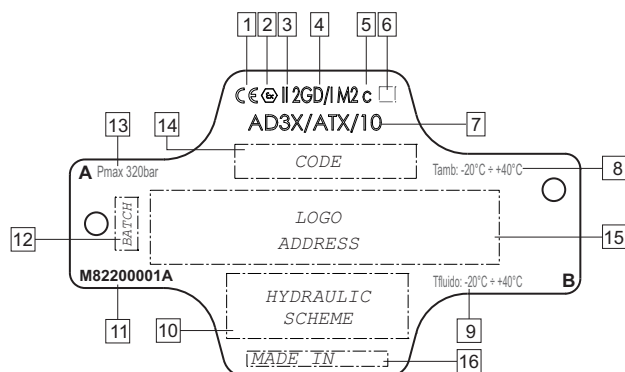 1 2 3 4 5 6
CE Ex II 2GD/I M2 c
AD3X/ATX/10
7
14
CODE
13
A Pmax 320bar
Tamb: -20°C ÷ +40°C
8
BATCH
12
LOGO
ADDRESS
15
M82200001A
11
HYDRAULIC
SCHEME
10
Tfluido: -20°C ÷ +40°C
B
9
MADE IN
16